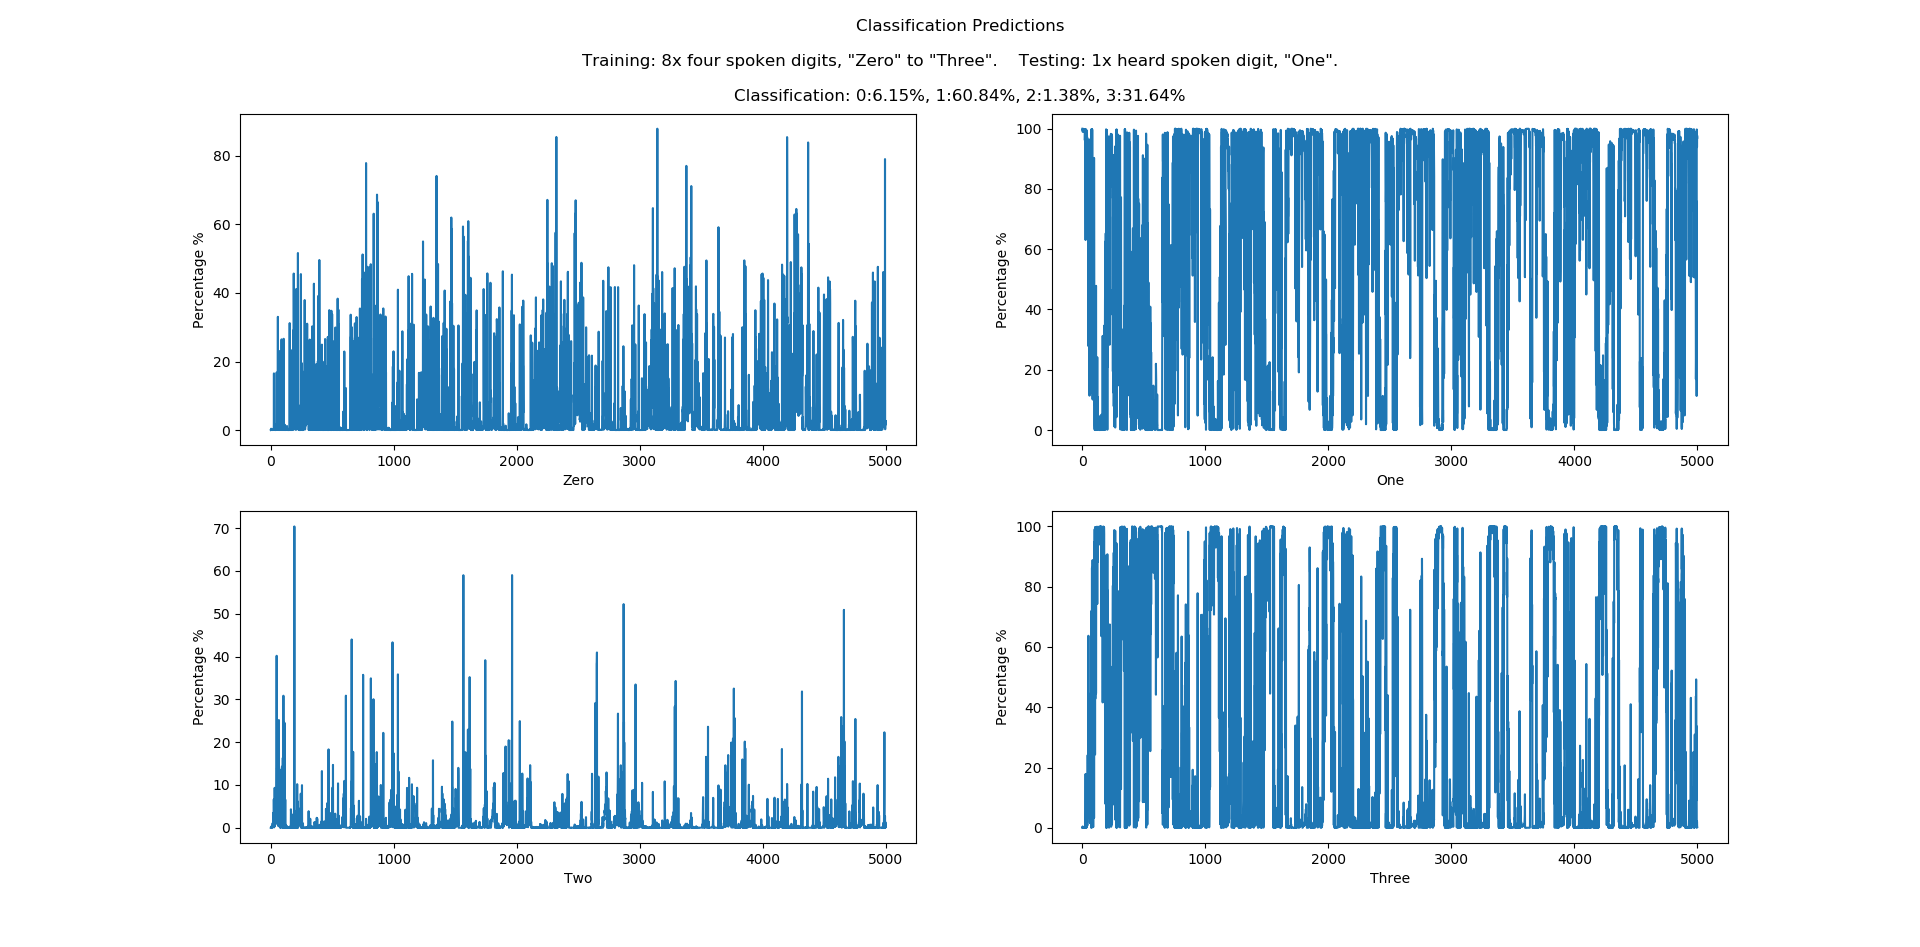 Classification Predictions
Training: 8x four spoken digits, "Zero" to "Three".    Testing: 1x heard spoken digit, "One".
Classification: 0:6.15%, 1:60.84%, 2:1.38%, 3:31.64%
80
60
40
20
0
Percentage %
0 1000 2000 3000 4000 5000
Zero
100
80
60
40
20
0
Percentage %
0 1000 2000 3000 4000 5000
One
70
60
50
40
30
20
10
0
Percentage %
0 1000 2000 3000 4000 5000
Two
100
80
60
40
20
0
Percentage %
0 1000 2000 3000 4000 5000
Three